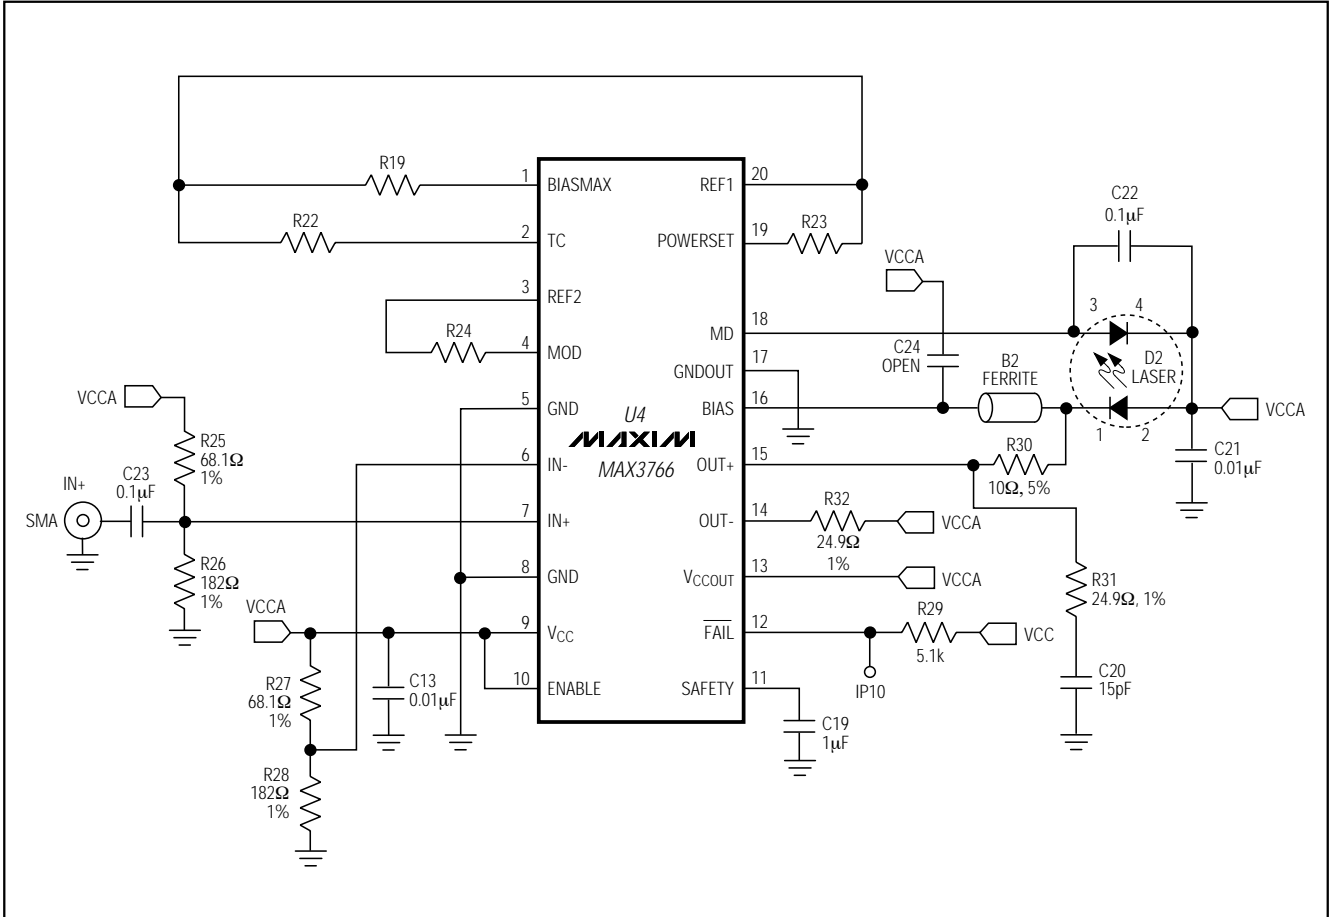 R19
R22
R24
1
2
3
4
5
6
7
8
9
10
BIASMAX
TC
REF2
MOD
GND
IN-
IN+
GND
VCC
ENABLE
U4
MAXIM
MAX3766
REF1
POWERSET
MD
GNDOUT
BIAS
OUT+
OUT-
VCCOUT
FAIL
SAFETY
20
19
18
17
16
15
14
13
12
11
R23
VCCA
C24
OPEN
B2
FERRITE
C22
0.1μF
3
4
D2
LASER
1
2
VCCA
C21
0.01μF
R30
10Ω, 5%
R32
24.9Ω
1%
VCCA
VCCA
R31
24.9Ω, 1%
R29
5.1k
VCC
IP10
C20
15pF
C19
1μF
VCCA
R25
68.1Ω
1%
IN+
SMA
C23
0.1μF
R26
182Ω
1%
VCCA
R27
68.1Ω
1%
C13
0.01μF
R28
182Ω
1%